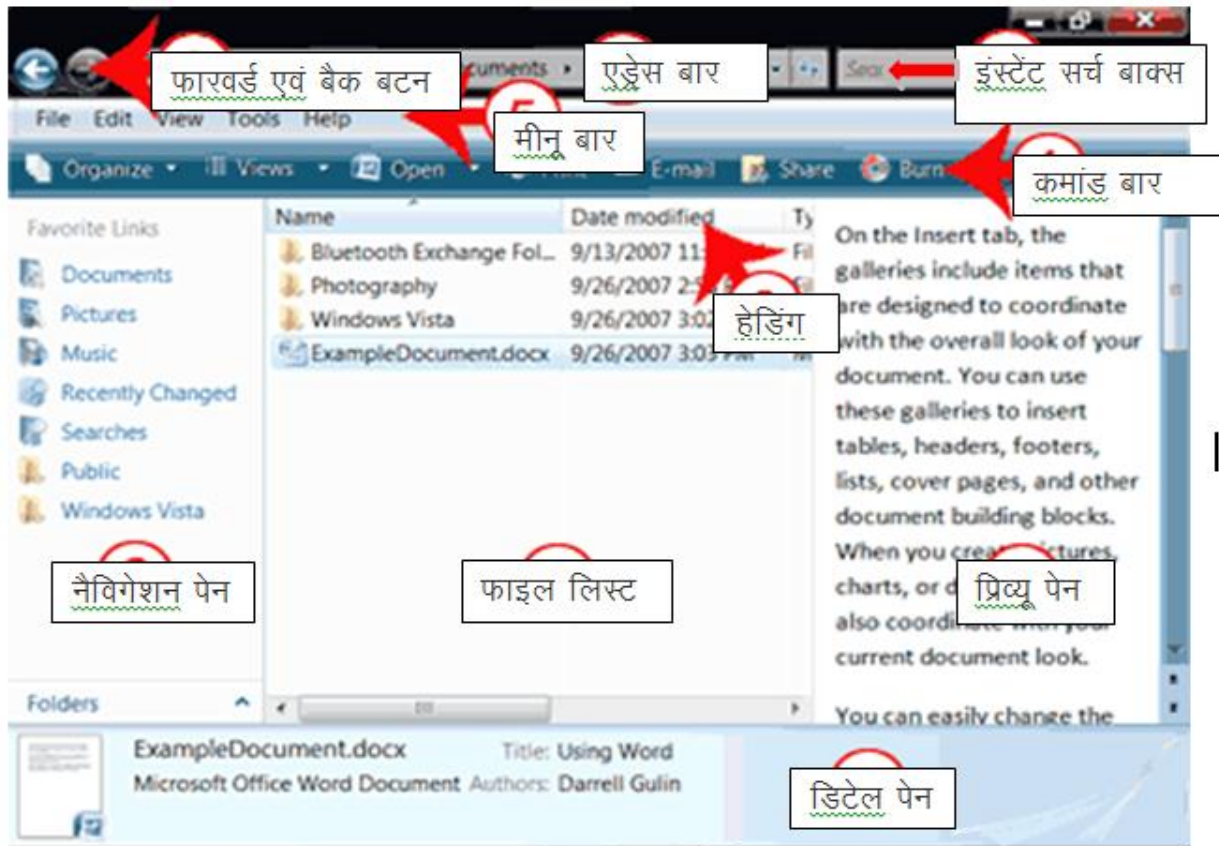 फारवर्ड एवं बैक बटन
cuments
एड्रेस बार
इंस्टेंट सर्च बाक्स
File Edit View Tools Help
मीनू बार
Organize Views Open E-mail Share Burn
कमांड बार
Favorite Links
Documents
Pictures
Music
Recently Changed
Searches
Public
Windows Vista
नैविगेशन पेन
Folders
Name Date modified Ty
Bluetooth Exchange Fol... 9/13/2007
Photography 9/26/2007
Windows Vista 9/26/2007
ExampleDocument.docx 9/26/2007 3:03 PM
हेडिंग
फाइल लिस्ट
On the Insert tab, the
galleries include items that
are designed to coordinate
with the overall look of your
document. You can use
these galleries to insert
tables, headers, footers,
lists, cover pages, and other
document building blocks.
When you create pictures,
charts, or
also coordinate with your
current document look.
You can easily change the
प्रिव्यू पेन
ExampleDocument.docx Title: Using Word
Microsoft Office Word Document Authors: Darrell Gulin
डिटेल पेन